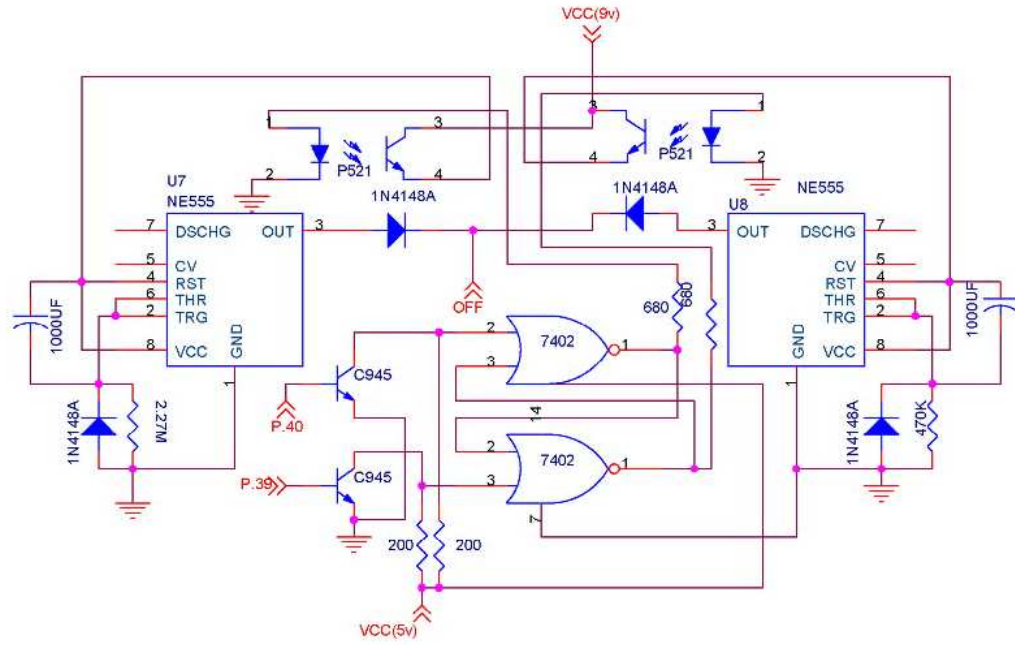 VCC(9v)
1
3
3
1
P521
P521
2
4
4
2
U7
NE555
1N4148A
1N4148A
NE555
U8
7
DSCHG
OUT
3
3
OUT
DSCHG
7
5
CV
CV
5
4
RST
RST
4
6
THR
THR
6
2
TRG
TRG
2
8
VCC
GND
1
GND
1
VCC
8
1000UF
1000UF
OFF
680
680
2
3
7402
1
C945
P.40
14
2
3
7402
1
C945
P.39
7
1N4148A
2.27M
1N4148A
470K
200
200
VCC(5v)